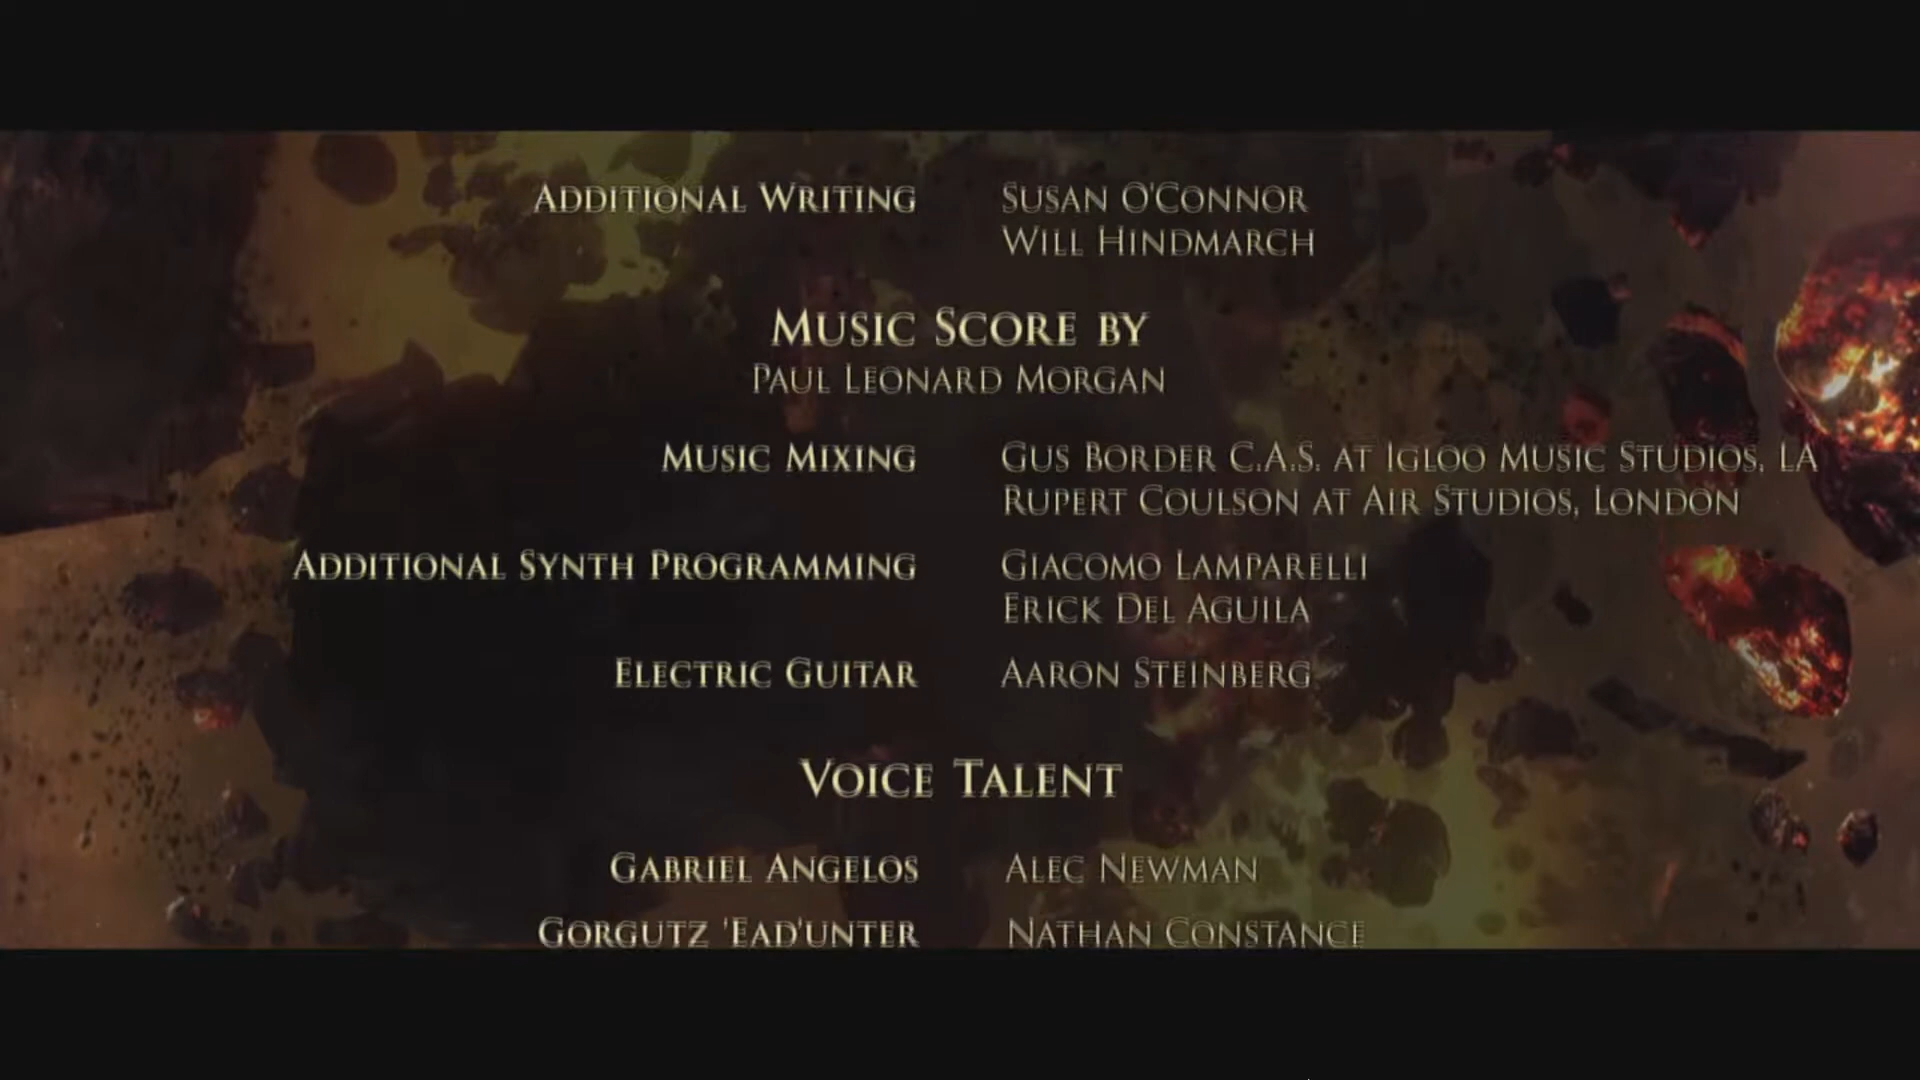 Additional Writing Susan O'Connor
Will Hindmarch
Music Score by
Paul Leonard Morgan
Music Mixing Gus Border C.A.S. at Igloo Music Studios, LA
Rupert Coulson at Air Studios, London
Additional Synth Programming Giacomo Lamparelli
Erick Del Aguila
Electric Guitar Aaron Steinberg
Voice Talent
Gabriel Angelos Alec Newman
Gorgutz 'Ead'unter Nathan Constance